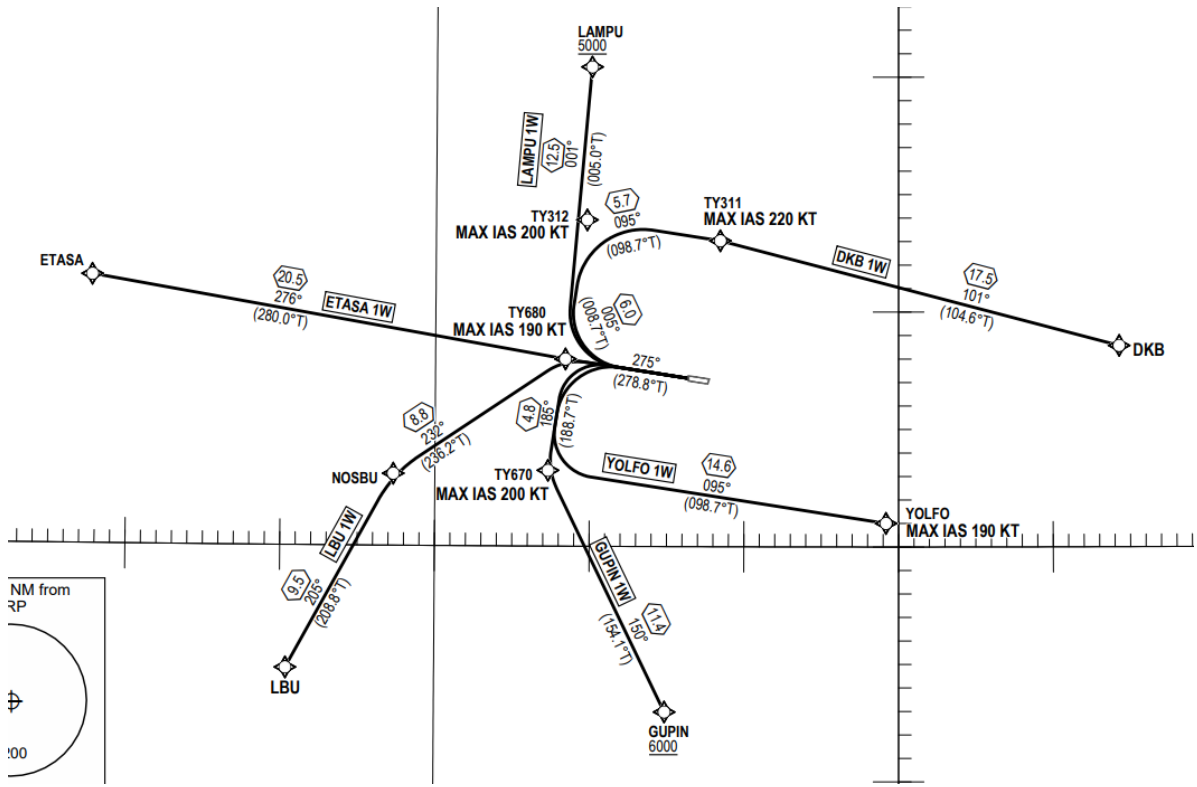 LAMPU
5000
LAMPU 1W
12.5
001°
(005.0°T)
TY312
MAX IAS 200 KT
5.7
095°
(098.7°T)
TY311
MAX IAS 220 KT
DKB 1W
17.5
101°
(104.6°T)
DKB
ETASA
20.5
276°
(280.0°T)
ETASA 1W
TY680
MAX IAS 190 KT
6.0
005°
(008.7°T)
275°
(278.8°T)
8.8
232°
(236.2°T)
4.8
185°
(188.7°T)
NOSBU
TY670
MAX IAS 200 KT
YOLFO 1W
14.6
095°
(098.7°T)
YOLFO
MAX IAS 190 KT
LBU 1W
9.5
205°
(208.8°T)
LBU
GUPIN 1W
11.4
150°
(154.1°T)
GUPIN
6000
NM from
RP